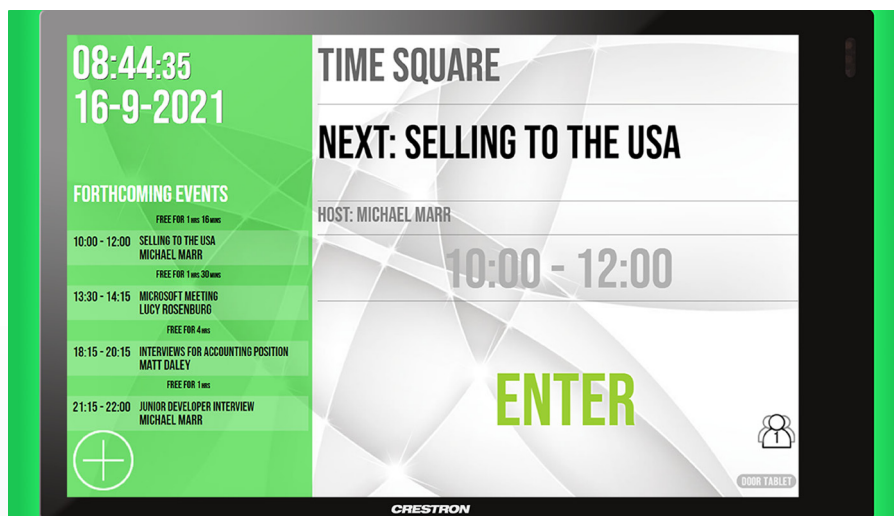 08:44:35
16-9-2021
FORTHCOMING EVENTS
FREE FOR 1 HRS 16 MINS
10:00 - 12:00 SELLING TO THE USA
MICHAEL MARR
FREE FOR 1 HRS 30 MINS
13:30 - 14:15 MICROSOFT MEETING
LUCY ROSENBURG
FREE FOR 4 HRS
18:15 - 20:15 INTERVIEWS FOR ACCOUNTING POSITION
MATT DALEY
FREE FOR 1 HRS
21:15 - 22:00 JUNIOR DEVELOPER INTERVIEW
MICHAEL MARR
TIME SQUARE
NEXT: SELLING TO THE USA
HOST: MICHAEL MARR
10:00 - 12:00
ENTER
1
DOOR TABLET
CRESTRON